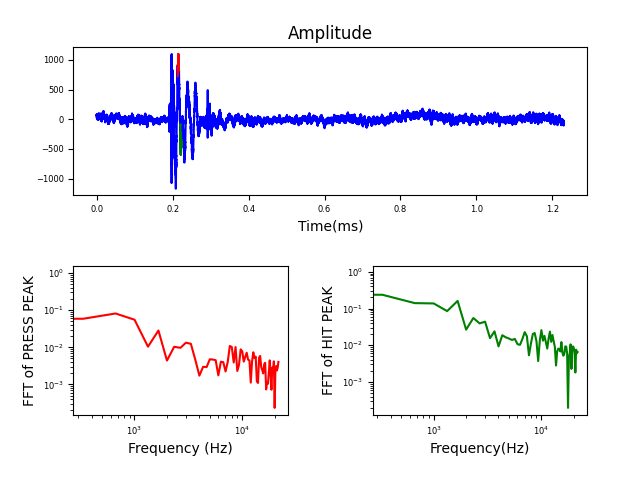 Amplitude
1000
500
0
−500
−1000
0.0 0.2 0.4 0.6 0.8 1.0 1.2
Time(ms)
FFT of PRESS PEAK
10⁰
10⁻¹
10⁻²
10⁻³
10³ 10⁴
Frequency (Hz)
FFT of HIT PEAK
10⁰
10⁻¹
10⁻²
10⁻³
10³ 10⁴
Frequency(Hz)